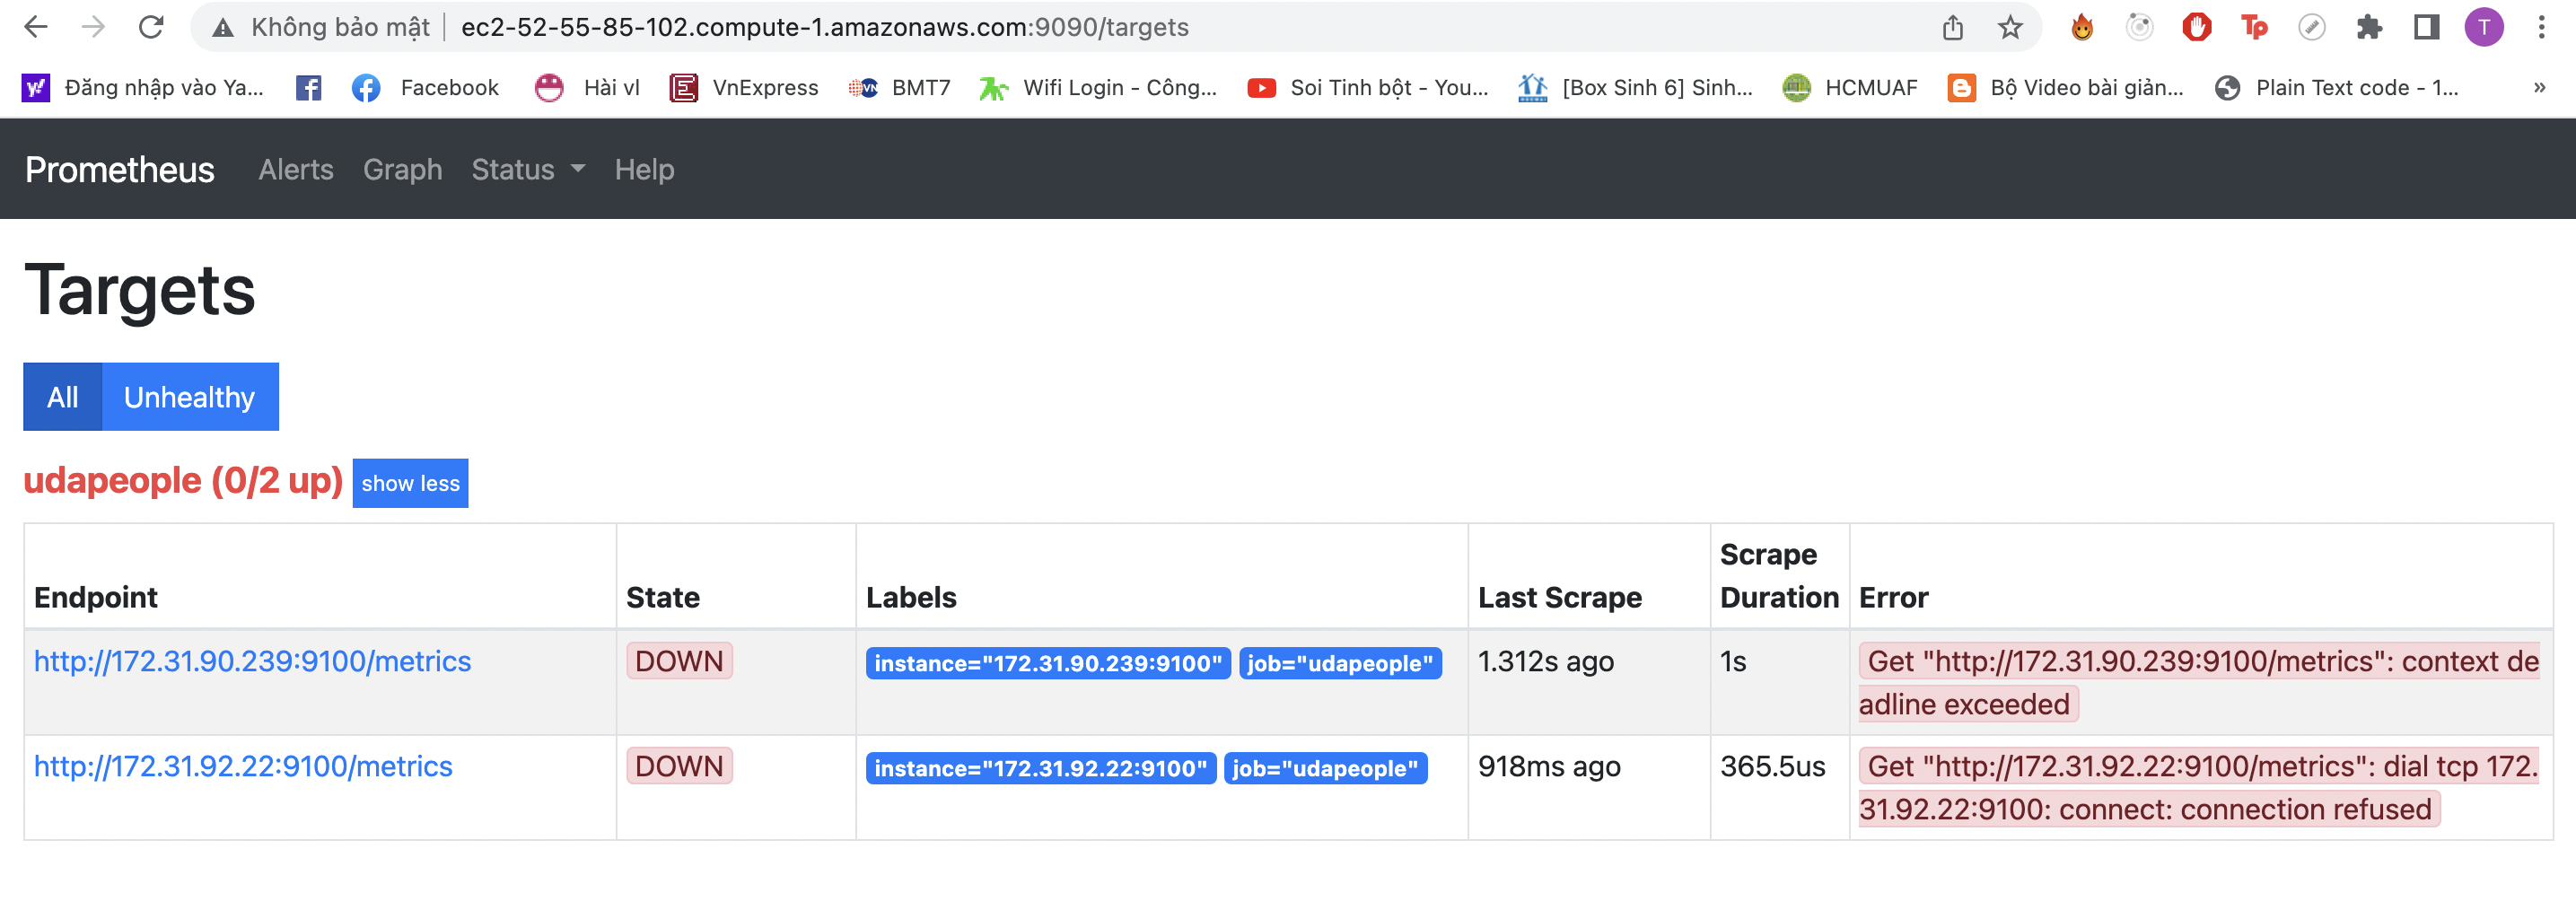 Không bảo mật ec2-52-55-85-102.compute-1.amazonaws.com:9090/targets T
Đăng nhập vào Ya... Facebook Hài vl VnExpress BMT7 Wifi Login - Công... Soi Tinh bột - You... [Box Sinh 6] Sinh... HCMUAF Bộ Video bài giản... Plain Text code - 1... »
Prometheus Alerts Graph Status Help
Targets
All Unhealthy
udapeople (0/2 up) show less
Endpoint State Labels Last Scrape Scrape Duration Error
http://172.31.90.239:9100/metrics DOWN instance="172.31.90.239:9100" job="udapeople" 1.312s ago 1s Get "http://172.31.90.239:9100/metrics": context de
adline exceeded
http://172.31.92.22:9100/metrics DOWN instance="172.31.92.22:9100" job="udapeople" 918ms ago 365.5us Get "http://172.31.92.22:9100/metrics": dial tcp 172.
31.92.22:9100: connect: connection refused